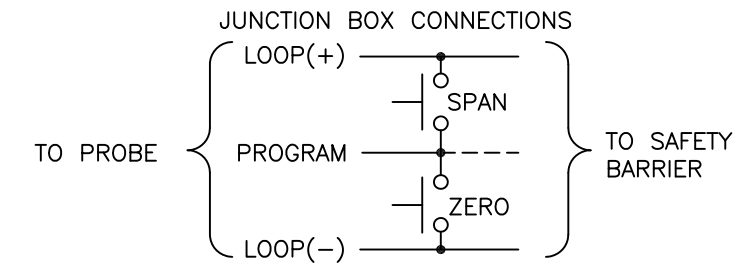 JUNCTION BOX CONNECTIONS
LOOP(+)
SPAN
TO PROBE
PROGRAM
TO SAFETY
BARRIER
ZERO
LOOP(−)